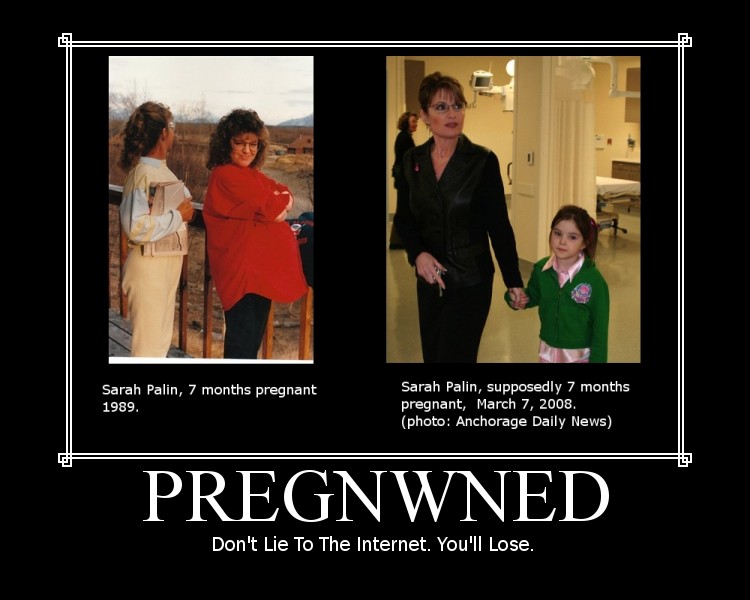 Sarah Palin, 7 months pregnant
1989.
Sarah Palin, supposedly 7 months
pregnant,  March 7, 2008.
(photo: Anchorage Daily News)
PREGNWNED
Don't Lie To The Internet. You'll Lose.